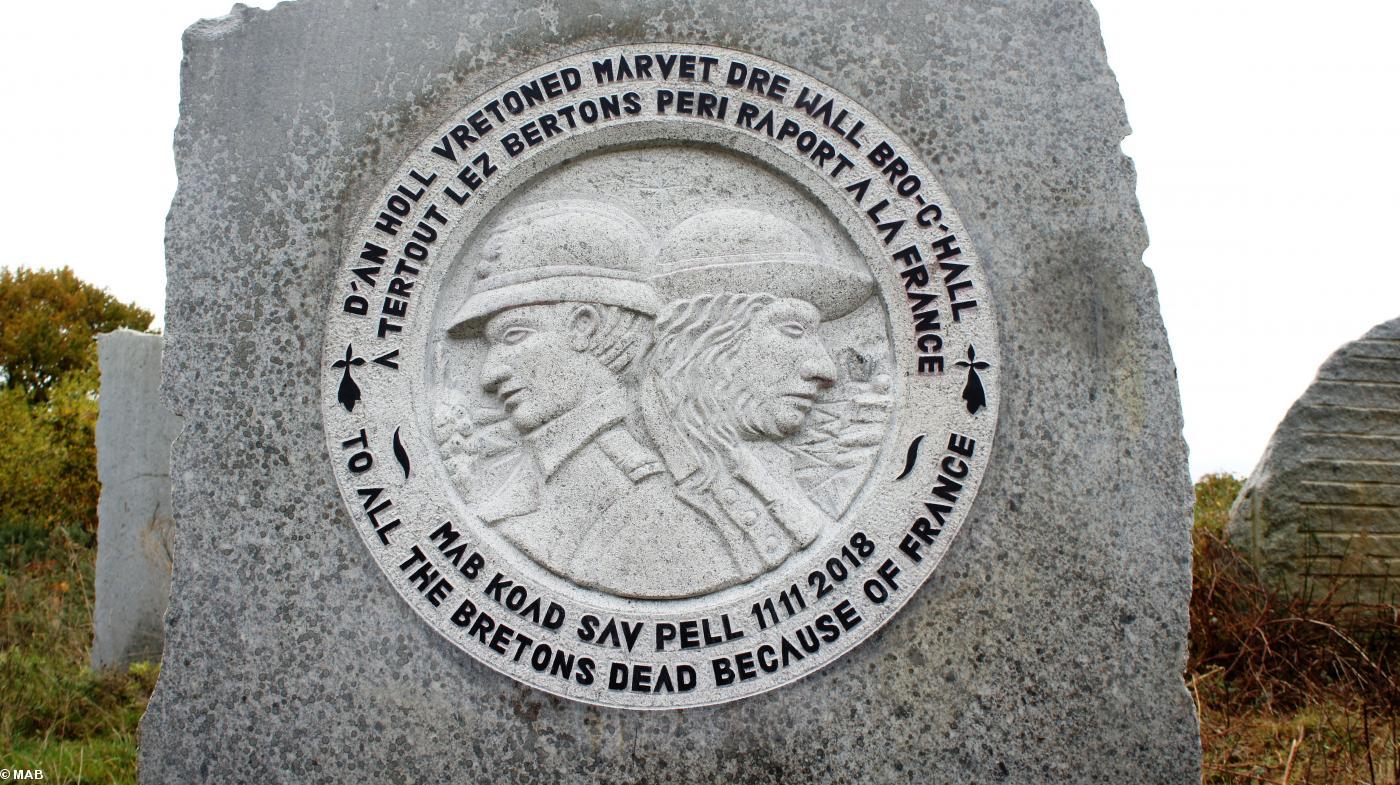 D'AN HOLL VRETONED MARVET DRE WALL BRO-C'HALL
A TERTOUT LEZ BERTONS PERI RAPORT A LA FRANCE
MAB KOAD SAV PELL 11 11 2018
TO ALL THE BRETONS DEAD BECAUSE OF FRANCE
© MAB